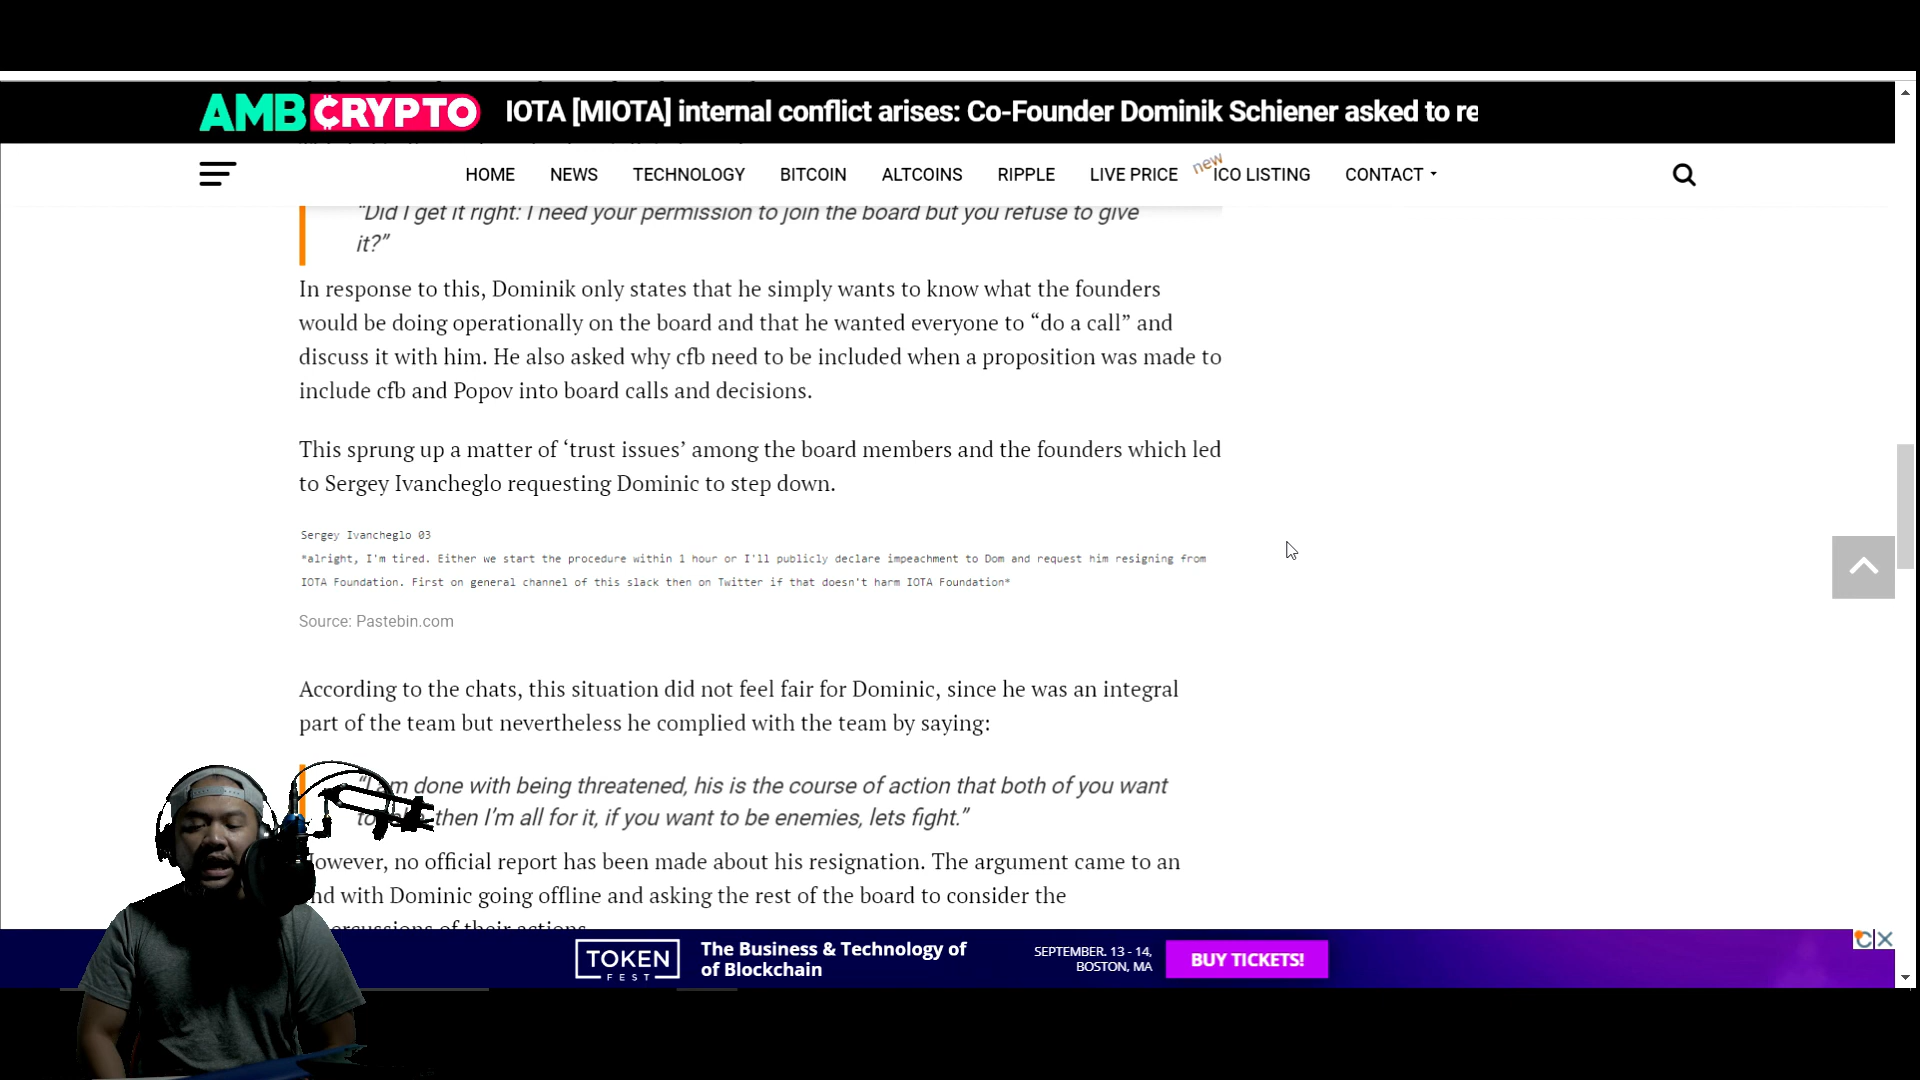 AMBCRYPTO IOTA [MIOTA] internal conflict arises: Co-Founder Dominik Schiener asked to re
HOME NEWS TECHNOLOGY BITCOIN ALTCOINS RIPPLE LIVE PRICE new ICO LISTING CONTACT
“Did I get it right: I need your permission to join the board but you refuse to give
it?”
In response to this, Dominik only states that he simply wants to know what the founders
would be doing operationally on the board and that he wanted everyone to “do a call” and
discuss it with him. He also asked why cfb need to be included when a proposition was made to
include cfb and Popov into board calls and decisions.
This sprung up a matter of ‘trust issues’ among the board members and the founders which led
to Sergey Ivancheglo requesting Dominic to step down.
Sergey Ivancheglo 03
*alright, I'm tired. Either we start the procedure within 1 hour or I'll publicly declare impeachment to Dom and request him resigning from
IOTA Foundation. First on general channel of this slack then on Twitter if that doesn't harm IOTA Foundation*
Source: Pastebin.com
According to the chats, this situation did not feel fair for Dominic, since he was an integral
part of the team but nevertheless he complied with the team by saying:
“I am done with being threatened, his is the course of action that both of you want
then I’m all for it, if you want to be enemies, lets fight.”
However, no official report has been made about his resignation. The argument came to an
end with Dominic going offline and asking the rest of the board to consider the
of their actions
TOKEN
FEST
The Business & Technology of
of Blockchain
SEPTEMBER. 13 - 14,
BOSTON, MA
BUY TICKETS!